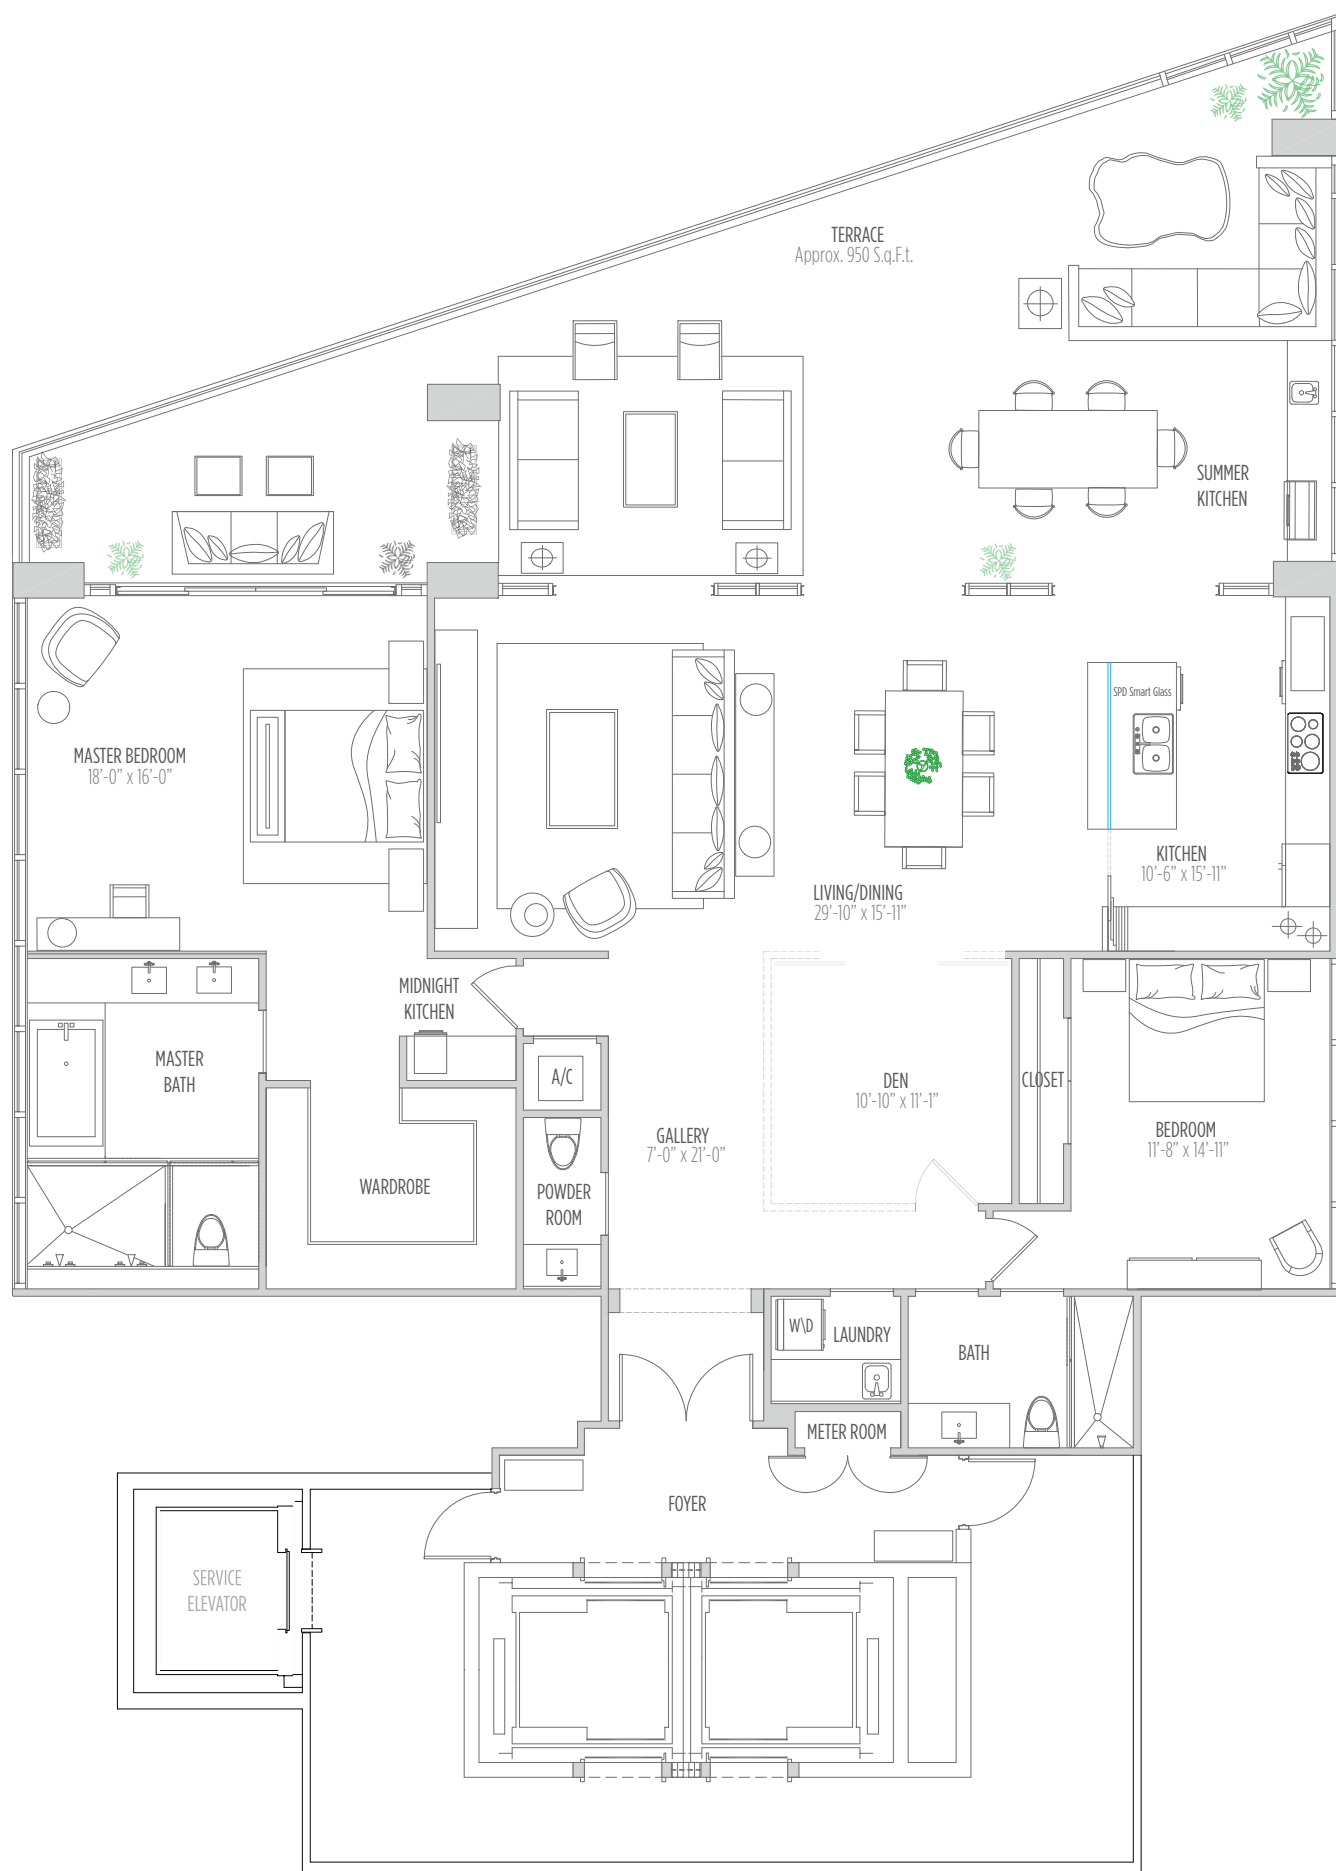 TERRACE
Approx. 950 S.q.F.t.
SUMMER
KITCHEN
SPD Smart Glass
MASTER BEDROOM
18'-0" x 16'-0"
KITCHEN
10'-6" x 15'-11"
LIVING/DINING
29'-10" x 15'-11"
MIDNIGHT
KITCHEN
MASTER
BATH
A/C
DEN
10'-10" x 11'-1"
CLOSET
GALLERY
7'-0" x 21'-0"
BEDROOM
11'-8" x 14'-11"
WARDROBE
POWDER
ROOM
W\D
LAUNDRY
BATH
METER ROOM
FOYER
SERVICE
ELEVATOR